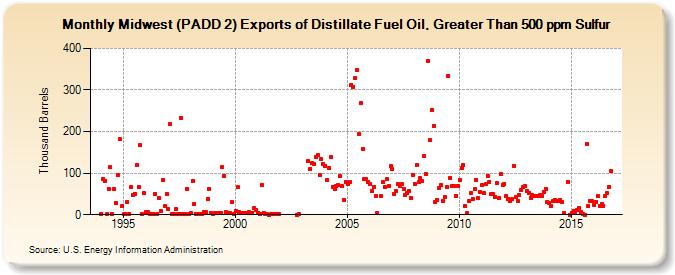 Monthly Midwest (PADD 2) Exports of Distillate Fuel Oil, Greater Than 500 ppm Sulfur
Thousand Barrels
400
300
200
100
0
1995 2000 2005 2010 2015
Source: U.S. Energy Information Administration